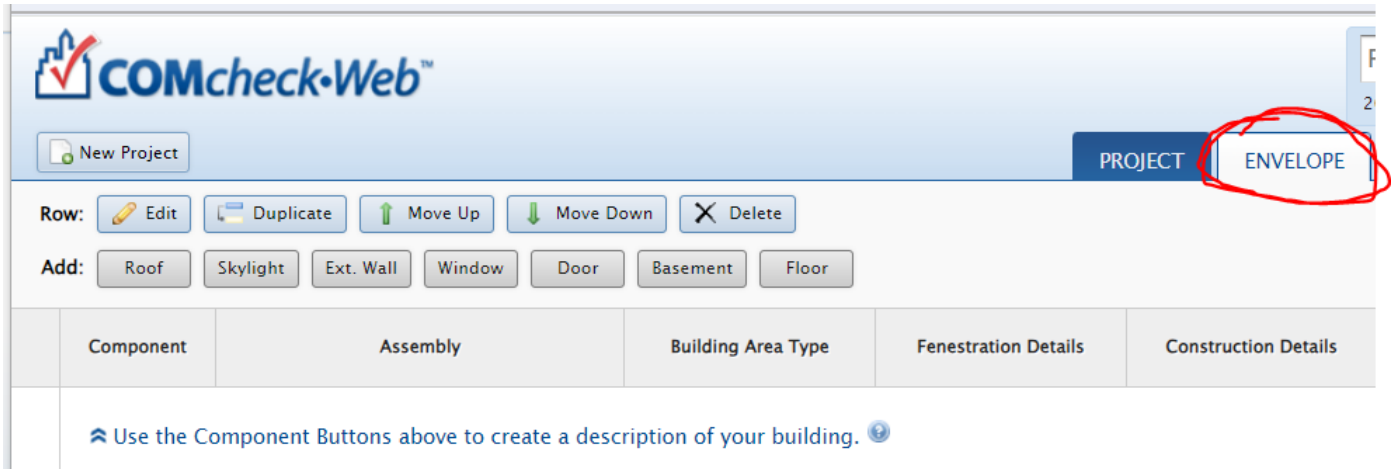 COMcheck•Web™
New Project
PROJECT
ENVELOPE
Row: Edit Duplicate Move Up Move Down Delete
Add: Roof Skylight Ext. Wall Window Door Basement Floor
Component Assembly Building Area Type Fenestration Details Construction Details
Use the Component Buttons above to create a description of your building.